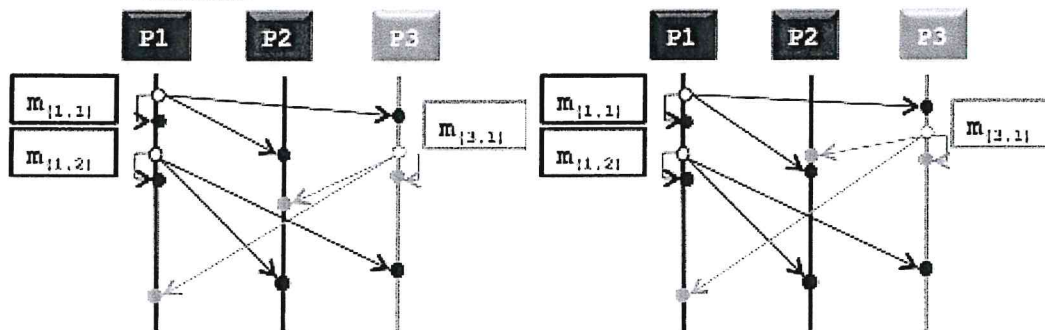 P1 P2 P3 P1 P2 P3
m{1,1} m{1,1}
m{3,1} m{3,1}
m{1,2} m{1,2}